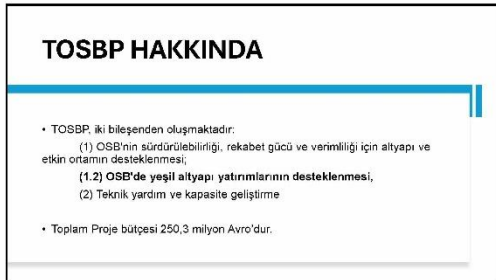 TOSBP HAKKINDA
• TOSBP, iki bileşenden oluşmaktadır:
(1) OSB'nin sürdürülebilirliği, rekabet gücü ve verimliliği için altyapı ve
etkin ortamın desteklenmesi;
(1.2) OSB'de yeşil altyapı yatırımlarının desteklenmesi,
(2) Teknik yardım ve kapasite geliştirme
• Toplam Proje bütçesi 250,3 milyon Avro'dur.